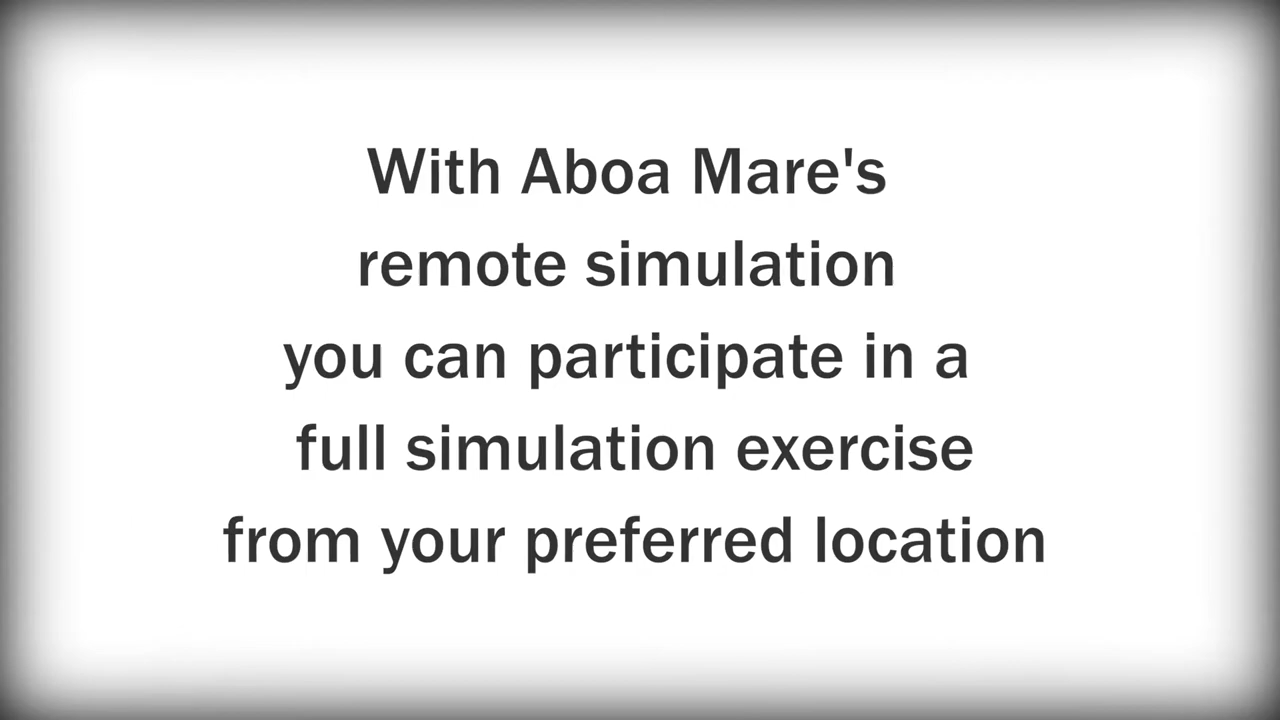 With Aboa Mare's
remote simulation
you can participate in a
full simulation exercise
from your preferred location